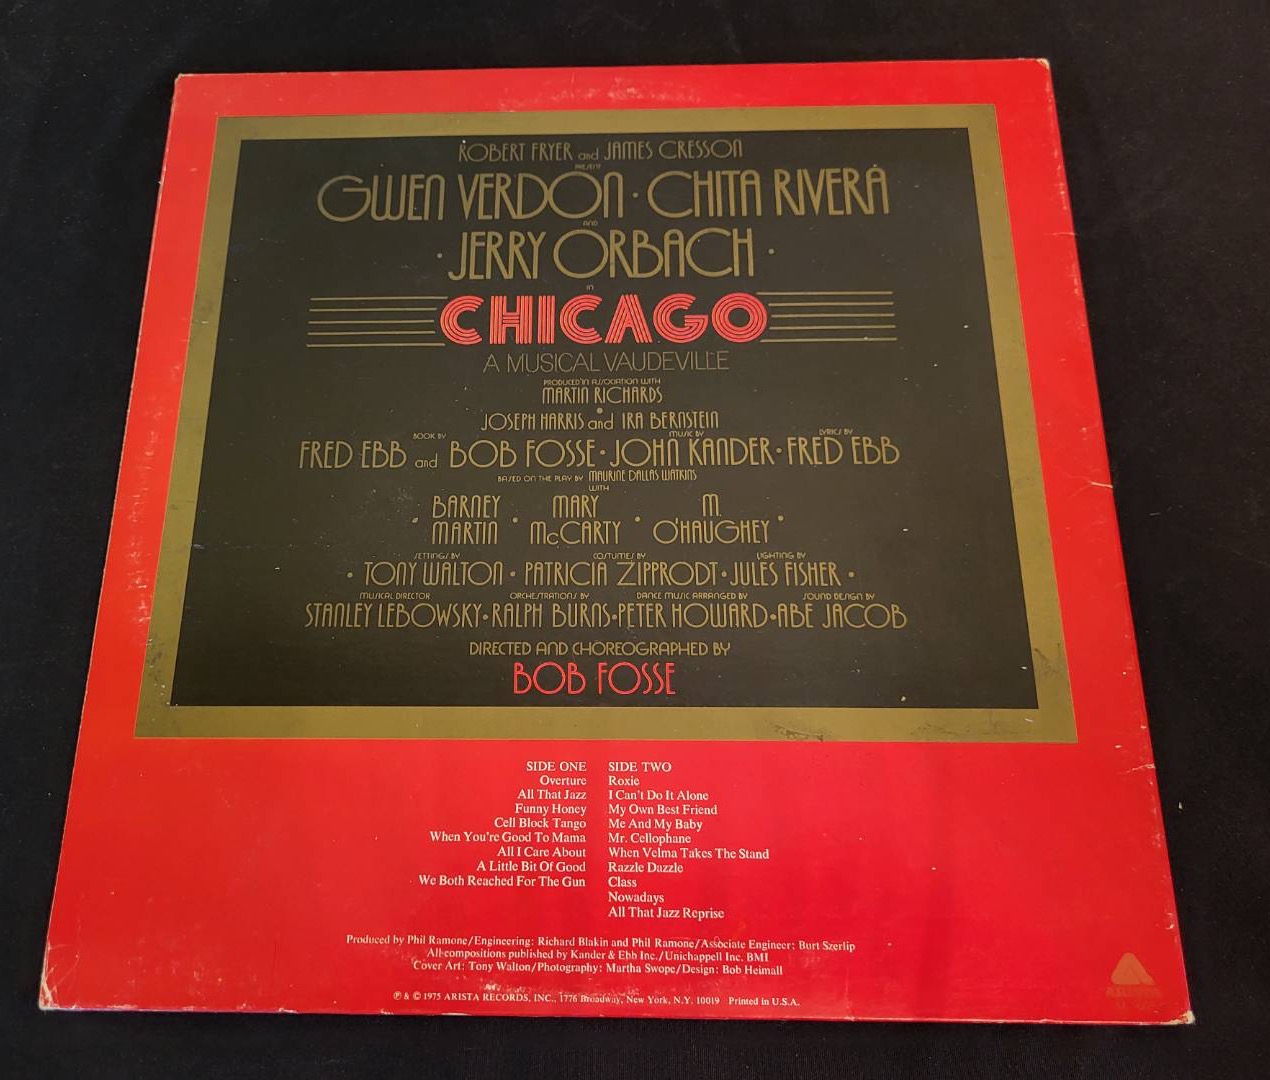 ROBERT FRYER and JAMES CRESSON
PRESENT
GWEN VERDON · CHITA RIVERA
AND
· JERRY ORBACH ·
in
CHICAGO
A MUSICAL VAUDEVILLE
PRODUCED IN ASSOCIATION WITH
MARTIN RICHARDS
JOSEPH HARRIS and IRA BERNSTEIN
BOOK BY MUSIC BY LYRICS BY
FRED EBB and BOB FOSSE · JOHN KANDER · FRED EBB
BASED ON THE PLAY BY MAURINE DALLAS WATKINS
WITH
· BARNEY MARTIN · MARY McCARTY · M. O'HAUGHEY ·
SETTINGS BY COSTUMES BY LIGHTING BY
· TONY WALTON · PATRICIA ZIPPRODT · JULES FISHER ·
MUSICAL DIRECTOR ORCHESTRATIONS BY DANCE MUSIC ARRANGED BY SOUND DESIGN BY
STANLEY LEBOWSKY · RALPH BURNS · PETER HOWARD · ABE JACOB
DIRECTED AND CHOREOGRAPHED BY
BOB FOSSE
SIDE ONE
Overture
All That Jazz
Funny Honey
Cell Block Tango
When You're Good To Mama
All I Care About
A Little Bit Of Good
We Both Reached For The Gun
SIDE TWO
Roxie
I Can't Do It Alone
My Own Best Friend
Me And My Baby
Mr. Cellophane
When Velma Takes The Stand
Razzle Dazzle
Class
Nowadays
All That Jazz Reprise
Produced by Phil Ramone/Engineering: Richard Blakin and Phil Ramone/Associate Engineer: Burt Szerlip
All compositions published by Kander & Ebb Inc./Unichappell Inc. BMI
Cover Art: Tony Walton/Photography: Martha Swope/Design: Bob Heimall
℗ & © 1975 ARISTA RECORDS, INC., 1776 Broadway, New York, N.Y. 10019 Printed in U.S.A.